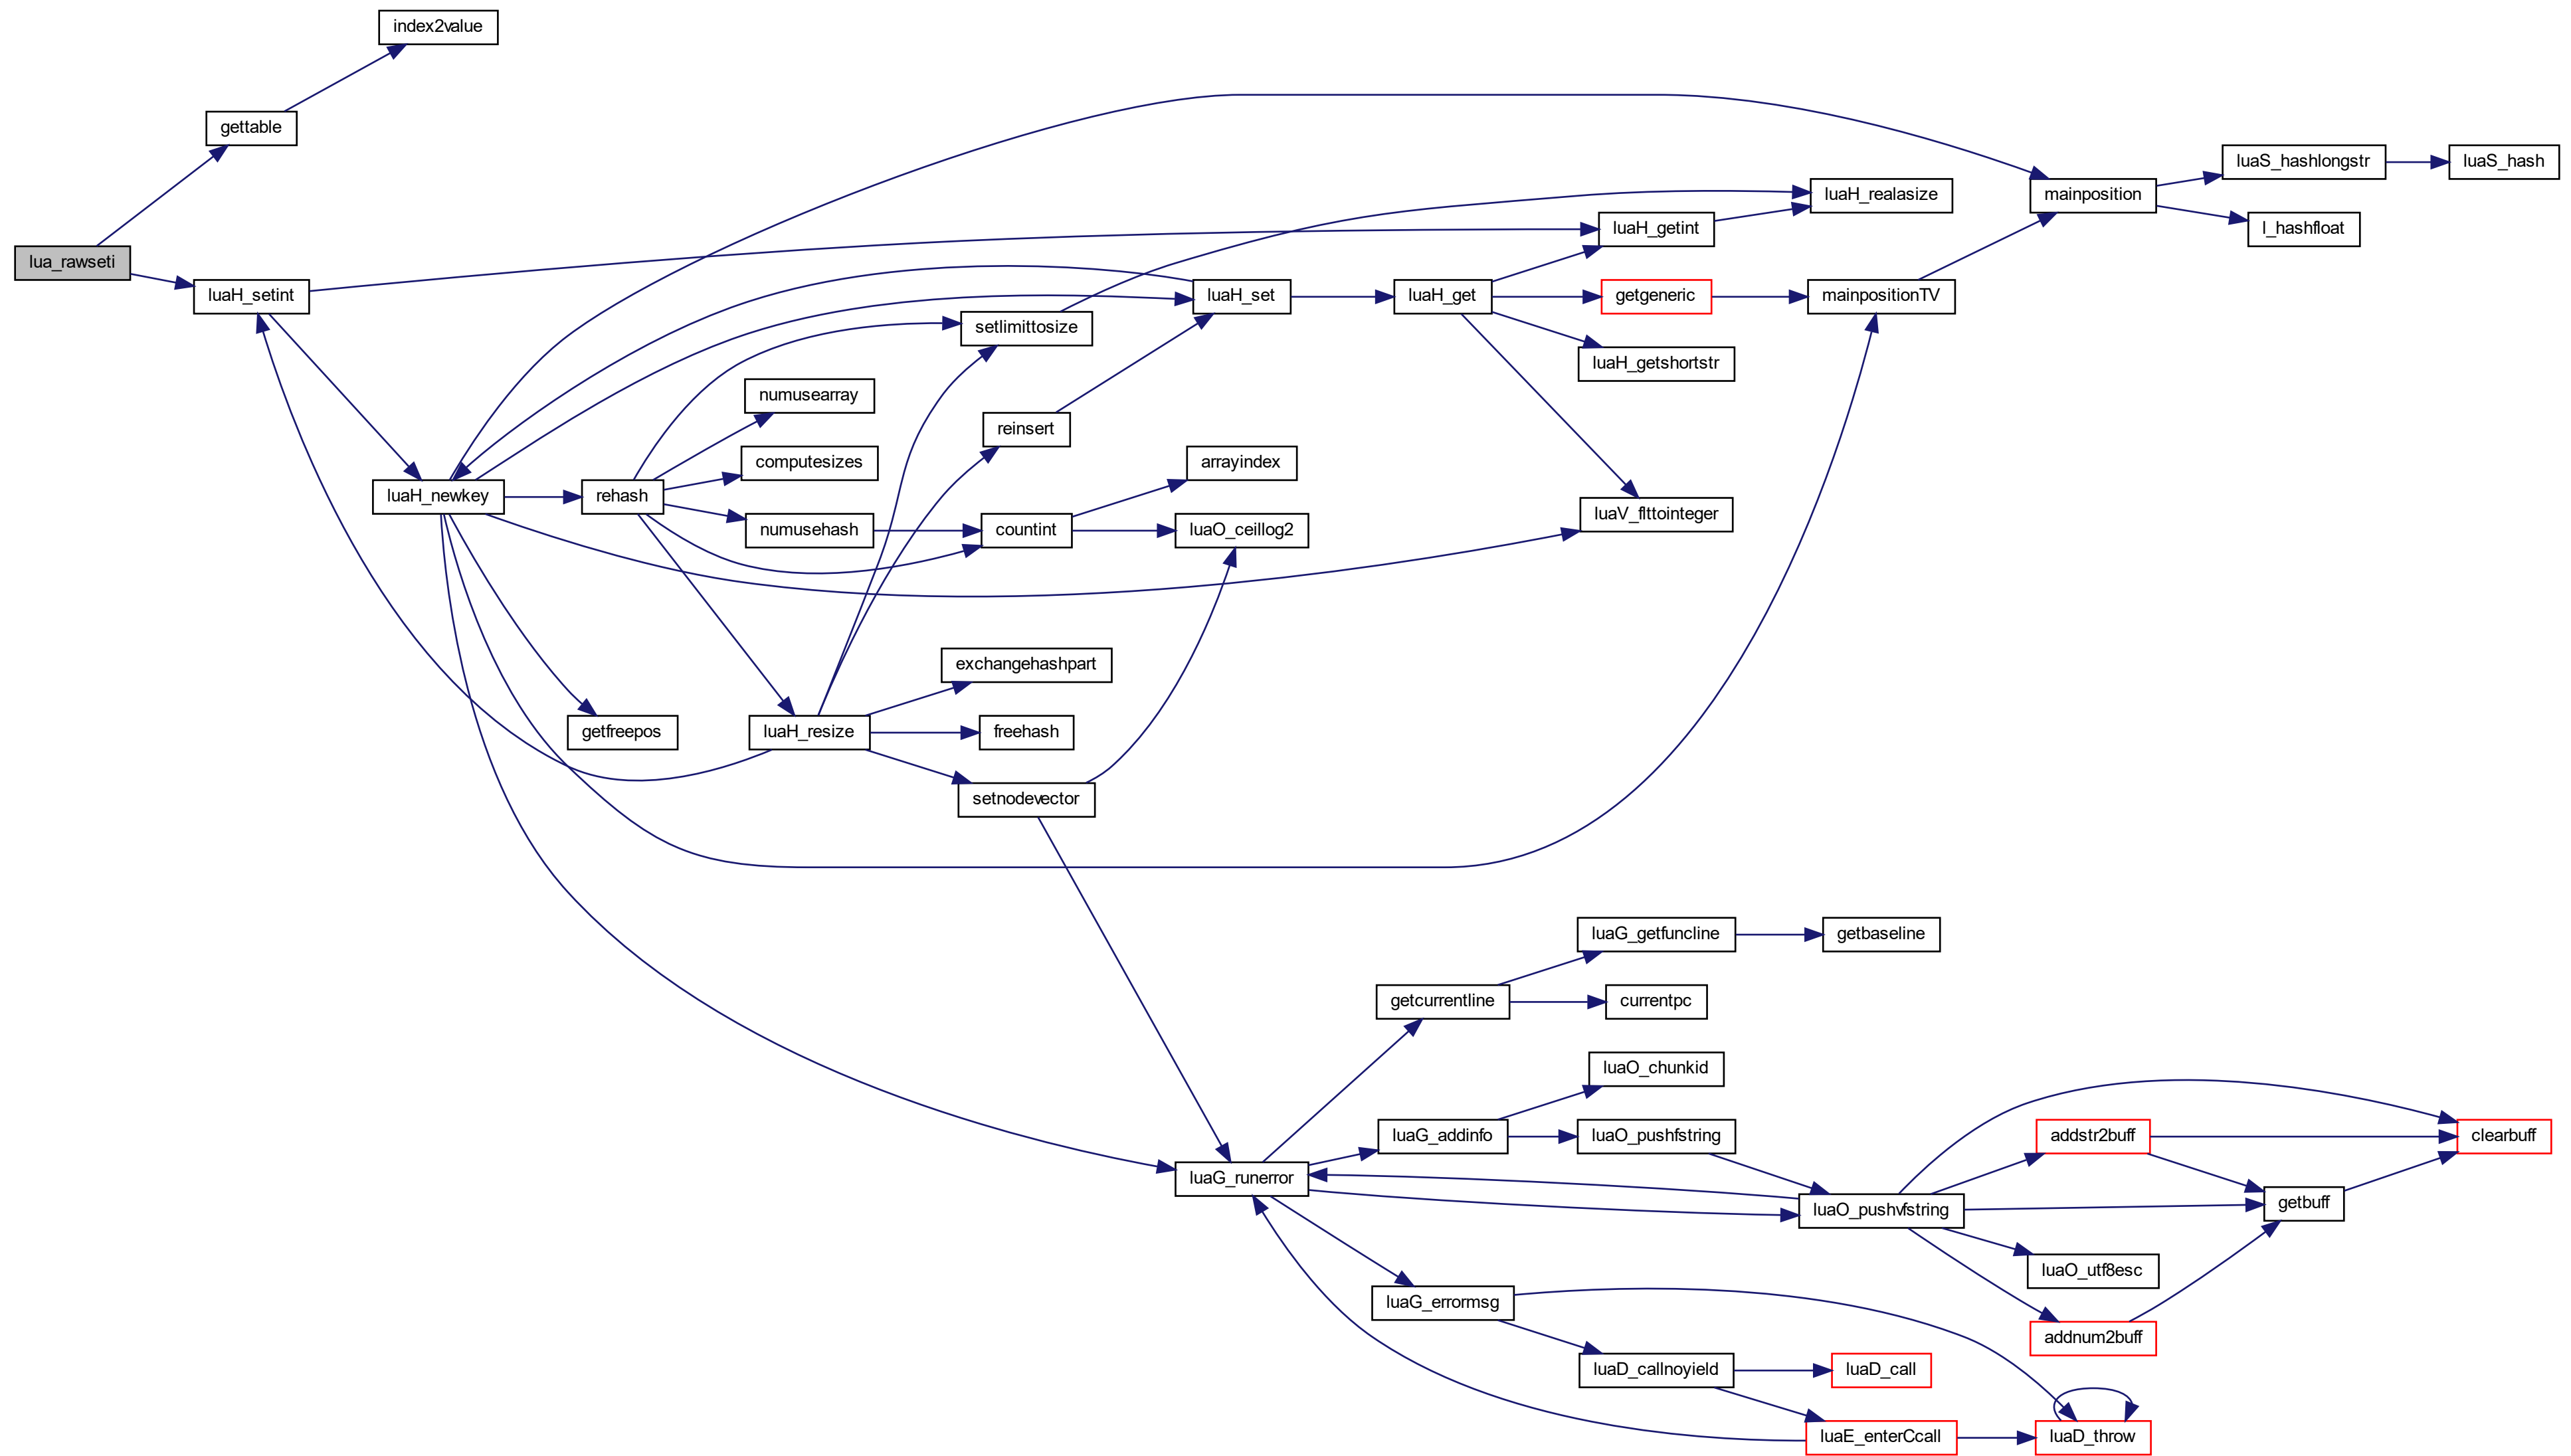 index2value
gettable
luaS_hashlongstr
luaS_hash
mainposition
luaH_realasize
luaH_getint
l_hashfloat
lua_rawseti
luaH_setint
luaH_set
luaH_get
getgeneric
mainpositionTV
setlimittosize
luaH_getshortstr
numusearray
reinsert
computesizes
arrayindex
luaH_newkey
rehash
luaV_flttointeger
numusehash
countint
luaO_ceillog2
exchangehashpart
getfreepos
luaH_resize
freehash
setnodevector
luaG_getfuncline
getbaseline
getcurrentline
currentpc
luaO_chunkid
luaG_addinfo
luaO_pushfstring
addstr2buff
clearbuff
luaG_runerror
luaO_pushvfstring
getbuff
luaO_utf8esc
luaG_errormsg
addnum2buff
luaD_callnoyield
luaD_call
luaE_enterCcall
luaD_throw